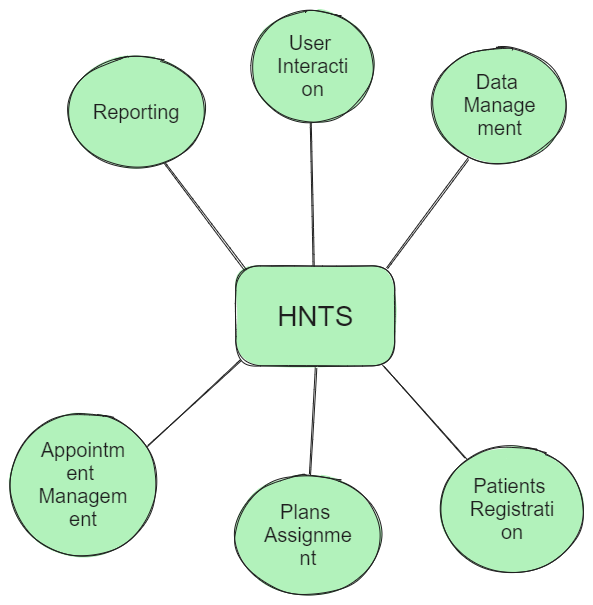 User
Interacti
on
Reporting
Data
Manage
ment
HNTS
Appointm
ent
Managem
ent
Plans
Assignme
nt
Patients
Registrati
on